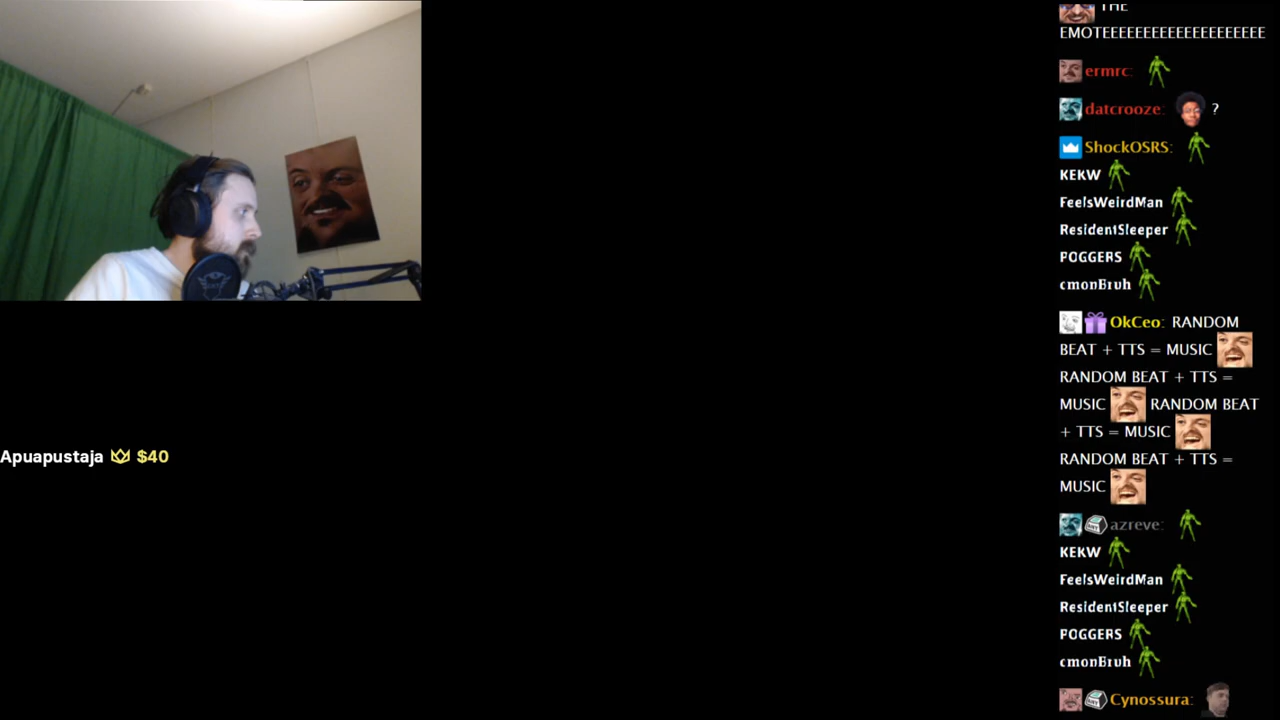 THE
EMOTEEEEEEEEEEEEEEEEEEEE
ermrc:
datcrooze: ?
ShockOSRS:
KEKW
FeelsWeirdMan
ResidentSleeper
POGGERS
cmonBruh
OkCeo: RANDOM
BEAT + TTS = MUSIC
RANDOM BEAT + TTS =
MUSIC RANDOM BEAT
+ TTS = MUSIC
RANDOM BEAT + TTS =
MUSIC
Apuapustaja $40
azreve:
KEKW
FeelsWeirdMan
ResidentSleeper
POGGERS
cmonBruh
Cynossura: